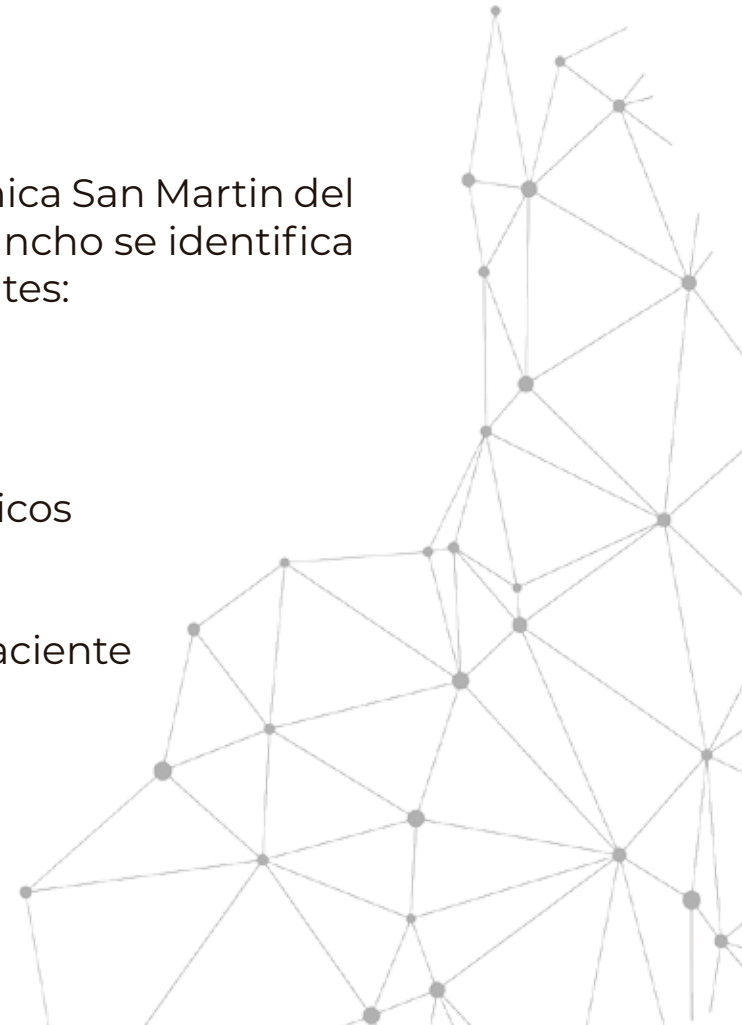 nica San Martin del
ncho se identifica
tes:
icos
aciente